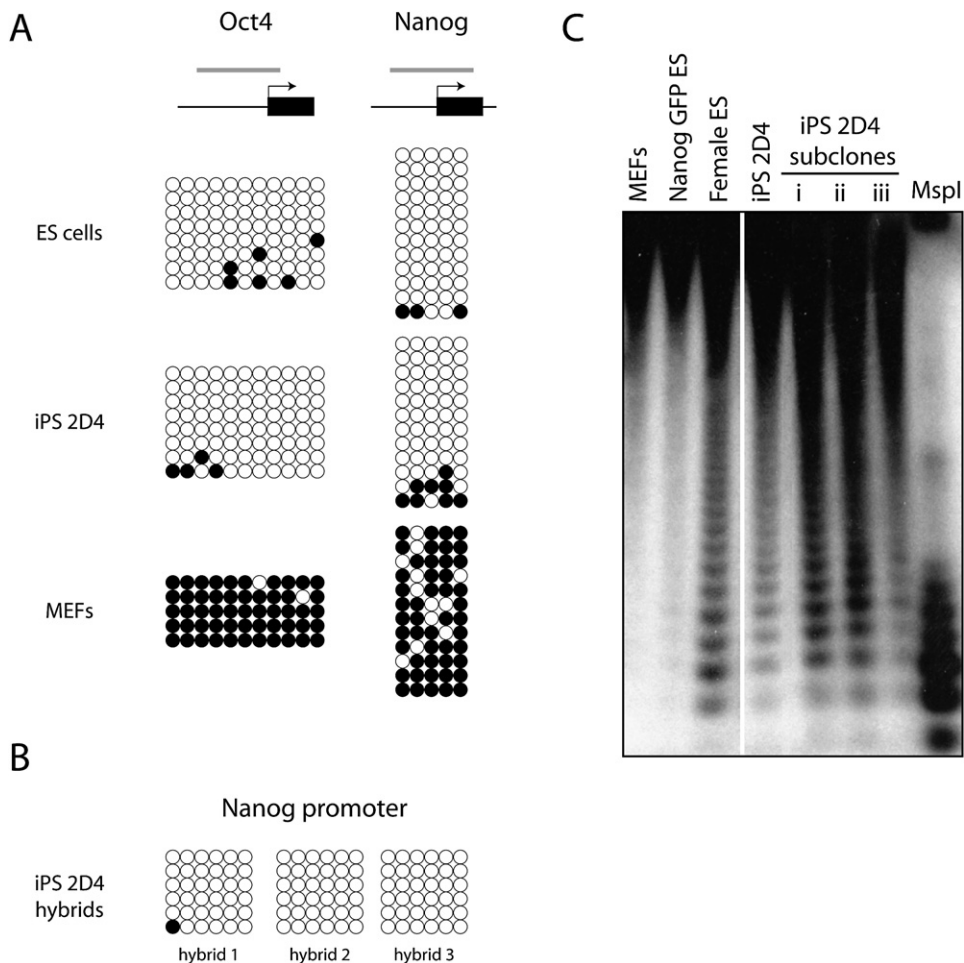 A
Oct4
Nanog
ES cells
iPS 2D4
MEFs
B
Nanog promoter
iPS 2D4
hybrids
hybrid 1
hybrid 2
hybrid 3
C
MEFs
Nanog GFP ES
Female ES
iPS 2D4
iPS 2D4
subclones
i
ii
iii
MspI